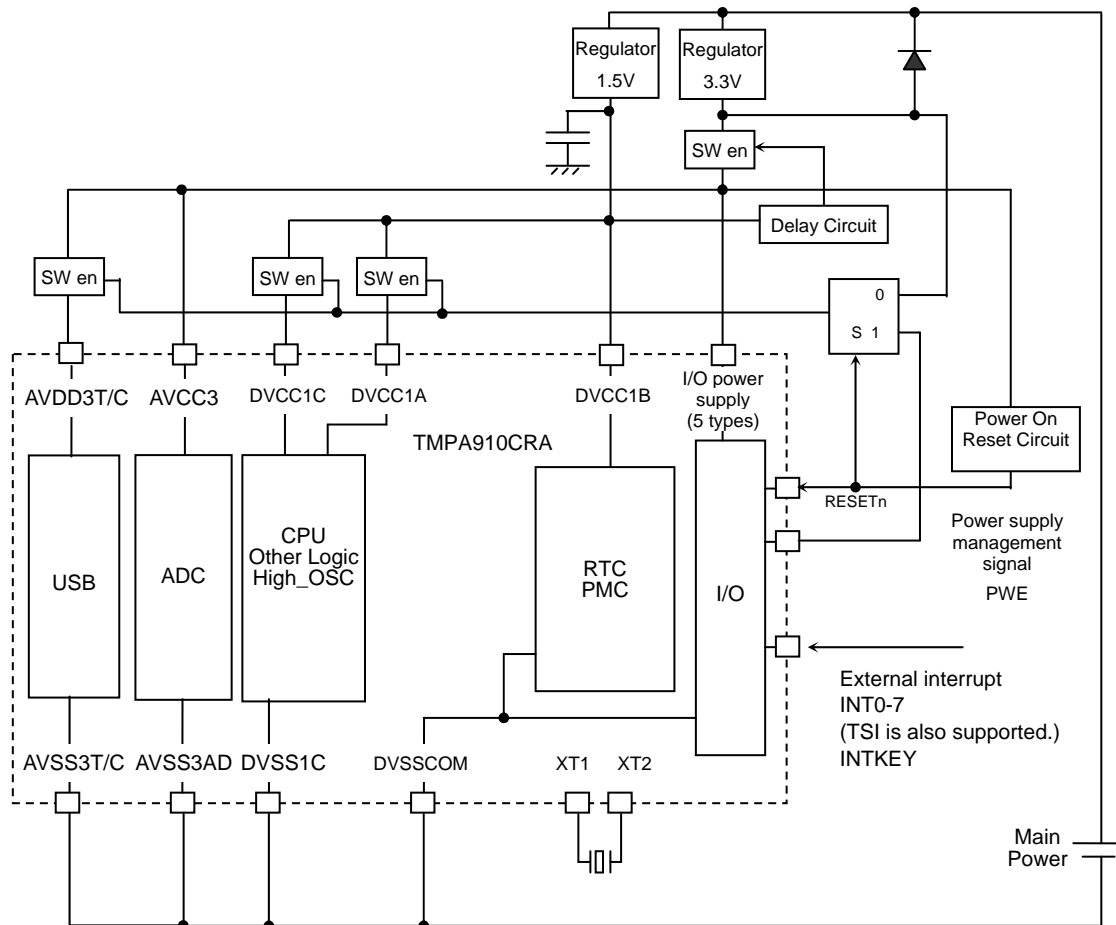 Regulator
1.5V
Regulator
3.3V
SW en
Delay Circuit
SW en
SW en
SW en
0
S 1
AVDD3T/C
AVCC3
DVCC1C
DVCC1A
DVCC1B
I/O power
supply
(5 types)
TMPA910CRA
Power On
Reset Circuit
RESETn
USB
ADC
CPU
Other Logic
High_OSC
RTC
PMC
I/O
Power supply
management
signal
PWE
External interrupt
INT0-7
(TSI is also supported.)
INTKEY
AVSS3T/C
AVSS3AD
DVSS1C
DVSSCOM
XT1
XT2
Main
Power